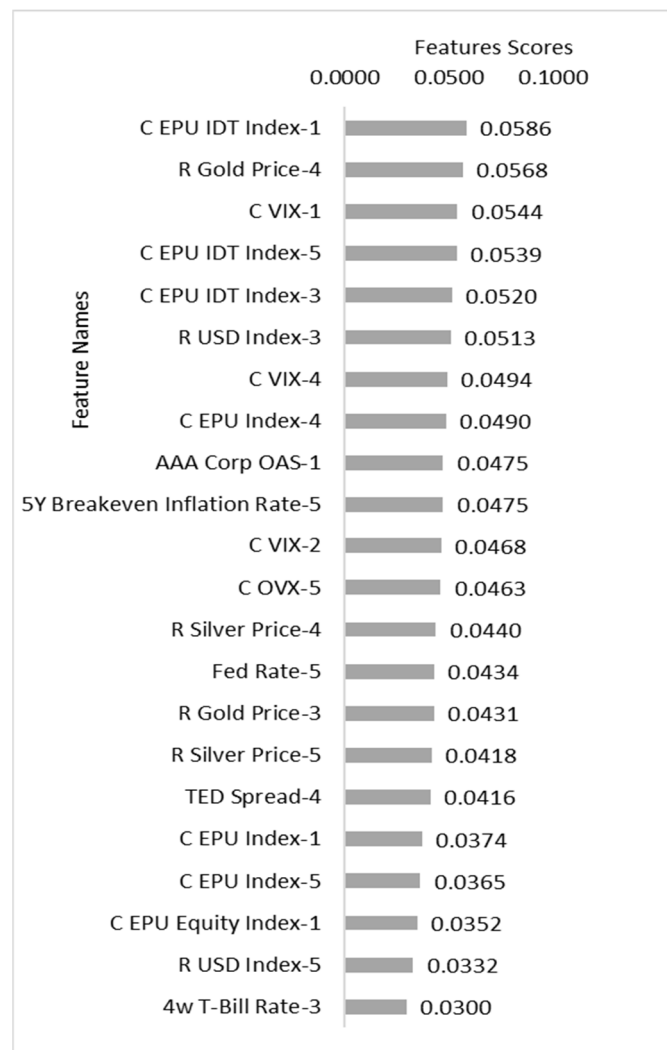 Features Scores
0.0000 0.0500 0.1000
Feature Names
C EPU IDT Index-1 0.0586
R Gold Price-4 0.0568
C VIX-1 0.0544
C EPU IDT Index-5 0.0539
C EPU IDT Index-3 0.0520
R USD Index-3 0.0513
C VIX-4 0.0494
C EPU Index-4 0.0490
AAA Corp OAS-1 0.0475
5Y Breakeven Inflation Rate-5 0.0475
C VIX-2 0.0468
C OVX-5 0.0463
R Silver Price-4 0.0440
Fed Rate-5 0.0434
R Gold Price-3 0.0431
R Silver Price-5 0.0418
TED Spread-4 0.0416
C EPU Index-1 0.0374
C EPU Index-5 0.0365
C EPU Equity Index-1 0.0352
R USD Index-5 0.0332
4w T-Bill Rate-3 0.0300